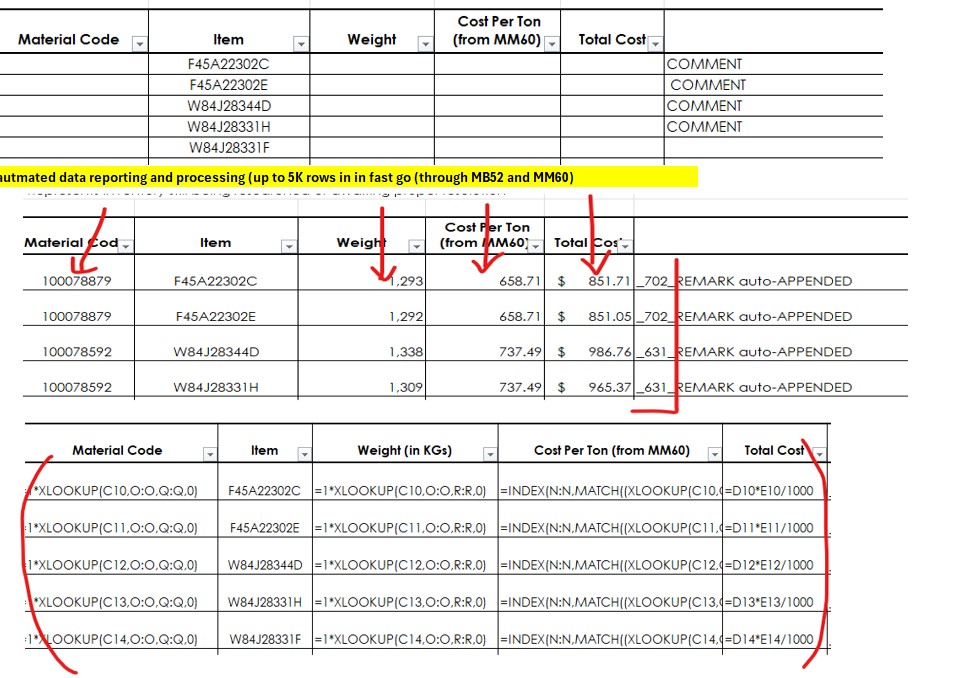 Material Code Item Weight Cost Per Ton (from MM60) Total Cost
F45A22302C COMMENT
F45A22302E COMMENT
W84J28344D COMMENT
W84J28331H COMMENT
W84J28331F
autmated data reporting and processing (up to 5K rows in in fast go (through MB52 and MM60)
Material Cod Item Weight Cost Per Ton (from MM60) Total Cos
100078879 F45A22302C 1,293 658.71 $ 851.71 _702_REMARK auto-APPENDED
100078879 F45A22302E 1,292 658.71 $ 851.05 _702_REMARK auto-APPENDED
100078592 W84J28344D 1,338 737.49 $ 986.76 _631_REMARK auto-APPENDED
100078592 W84J28331H 1,309 737.49 $ 965.37 _631_REMARK auto-APPENDED
Material Code Item Weight (in KGs) Cost Per Ton (from MM60) Total Cost
=1*XLOOKUP(C10,O:O,Q:Q,0) F45A22302C =1*XLOOKUP(C10,O:O,R:R,0) =INDEX(N:N,MATCH((XLOOKUP(C10,( =D10*E10/1000
=1*XLOOKUP(C11,O:O,Q:Q,0) F45A22302E =1*XLOOKUP(C11,O:O,R:R,0) =INDEX(N:N,MATCH((XLOOKUP(C11,( =D11*E11/1000
=1*XLOOKUP(C12,O:O,Q:Q,0) W84J28344D =1*XLOOKUP(C12,O:O,R:R,0) =INDEX(N:N,MATCH((XLOOKUP(C12,( =D12*E12/1000
=1*XLOOKUP(C13,O:O,Q:Q,0) W84J28331H =1*XLOOKUP(C13,O:O,R:R,0) =INDEX(N:N,MATCH((XLOOKUP(C13,( =D13*E13/1000
=1*XLOOKUP(C14,O:O,Q:Q,0) W84J28331F =1*XLOOKUP(C14,O:O,R:R,0) =INDEX(N:N,MATCH((XLOOKUP(C14,( =D14*E14/1000